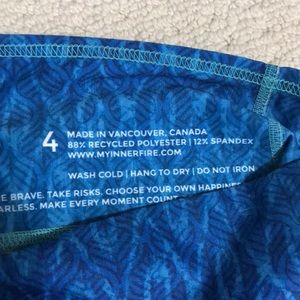 4
MADE IN VANCOUVER, CANADA
88% RECYCLED POLYESTER | 12% SPANDEX
WWW.MYINNERFIRE.COM
WASH COLD | HANG TO DRY | DO NOT IRON
E BRAVE. TAKE RISKS. CHOOSE YOUR OWN HAPPINE
ARLESS. MAKE EVERY MOMENT COUNT